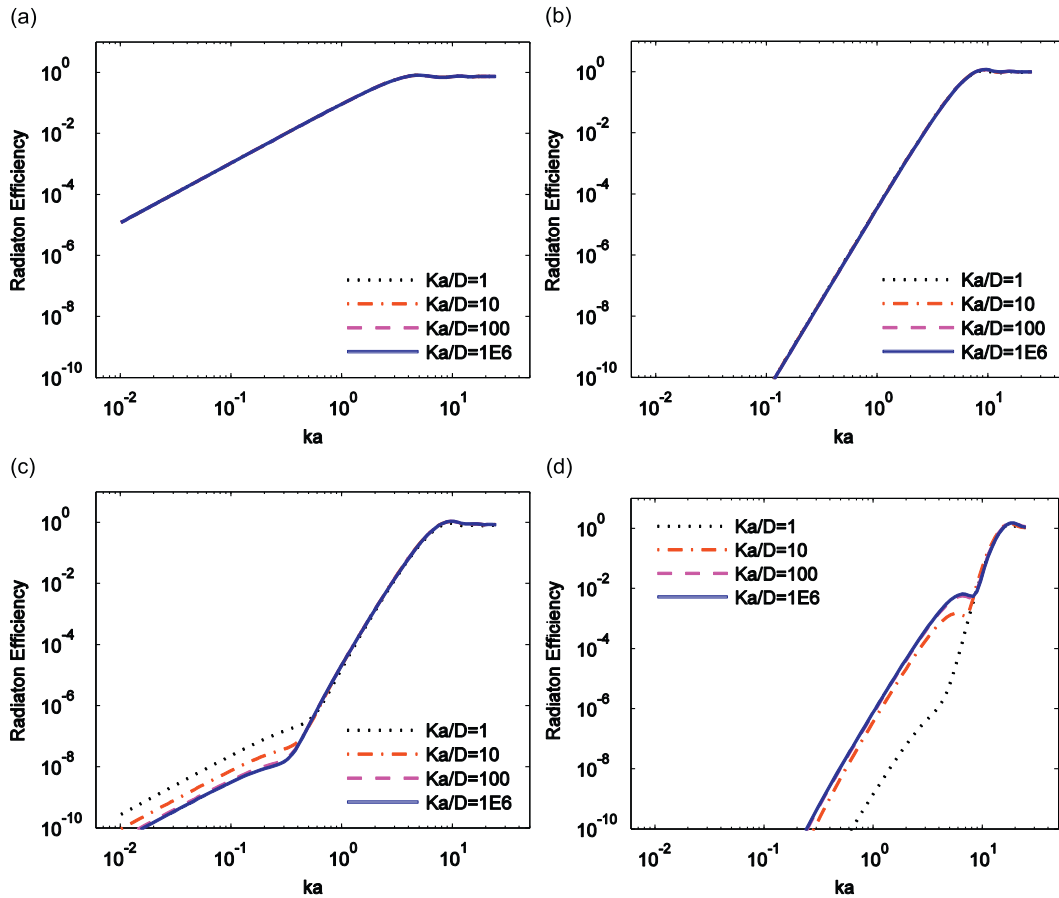 (a)
10^0
10^-2
10^-4
10^-6
10^-8
10^-10
Radiaton Efficiency
Ka/D=1
Ka/D=10
Ka/D=100
Ka/D=1E6
10^-2 10^-1 10^0 10^1
ka
(b)
10^0
10^-2
10^-4
10^-6
10^-8
10^-10
Radiaton Efficiency
Ka/D=1
Ka/D=10
Ka/D=100
Ka/D=1E6
10^-2 10^-1 10^0 10^1
ka
(c)
10^0
10^-2
10^-4
10^-6
10^-8
10^-10
Radiaton Efficiency
Ka/D=1
Ka/D=10
Ka/D=100
Ka/D=1E6
10^-2 10^-1 10^0 10^1
ka
(d)
10^0
10^-2
10^-4
10^-6
10^-8
10^-10
Radiaton Efficiency
Ka/D=1
Ka/D=10
Ka/D=100
Ka/D=1E6
10^-2 10^-1 10^0 10^1
ka